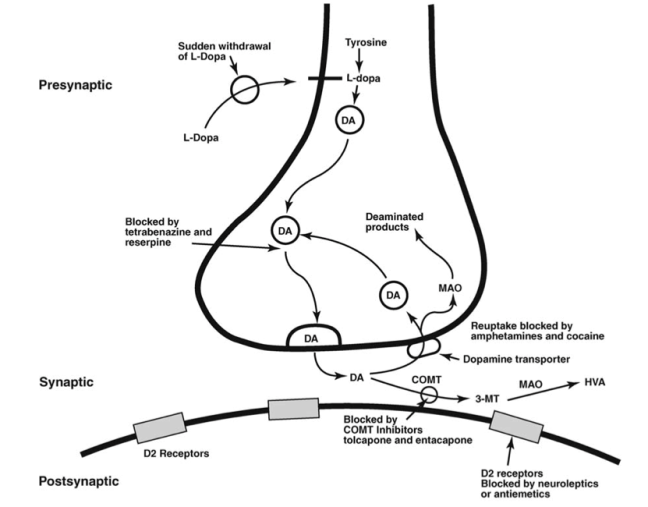 Sudden withdrawal
of L-Dopa
Tyrosine
Presynaptic
L-dopa
L-Dopa
DA
Blocked by
tetrabenazine and
reserpine
DA
Deaminated
products
DA
MAO
DA
Reuptake blocked by
amphetamines and cocaine
Dopamine transporter
Synaptic
DA
COMT
3-MT
MAO
HVA
Blocked by
COMT Inhibitors
tolcapone and entacapone
D2 Receptors
D2 receptors
Blocked by neuroleptics
or antiemetics
Postsynaptic